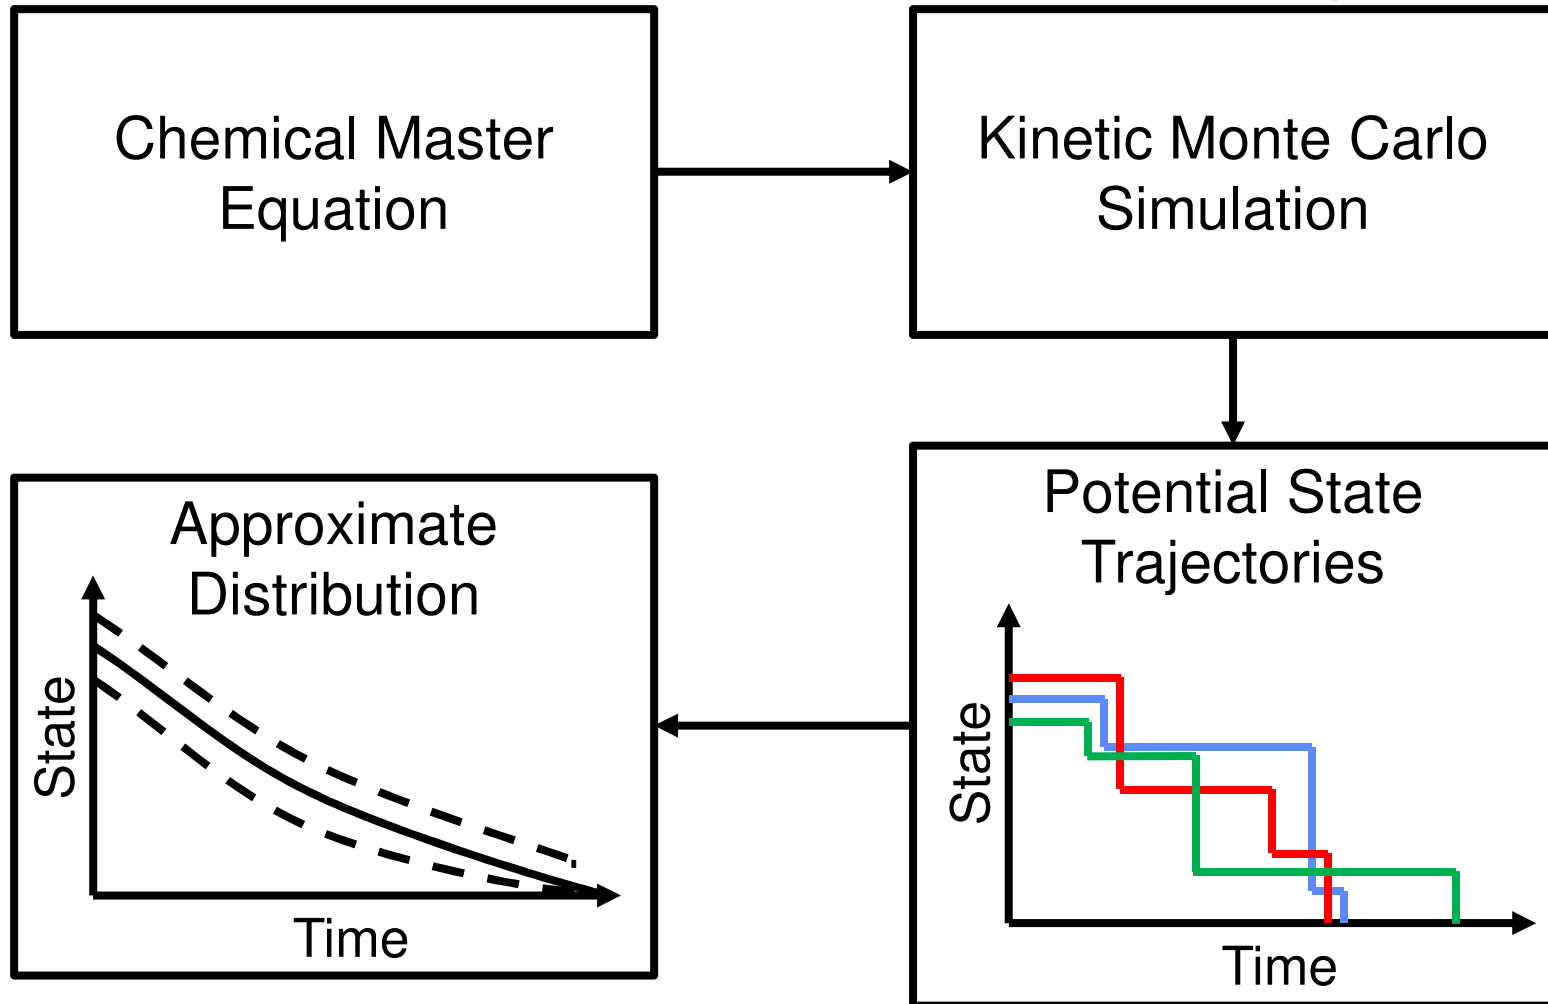 Chemical Master
Equation
Kinetic Monte Carlo
Simulation
Potential State
Trajectories
State
Time
Approximate
Distribution
State
Time